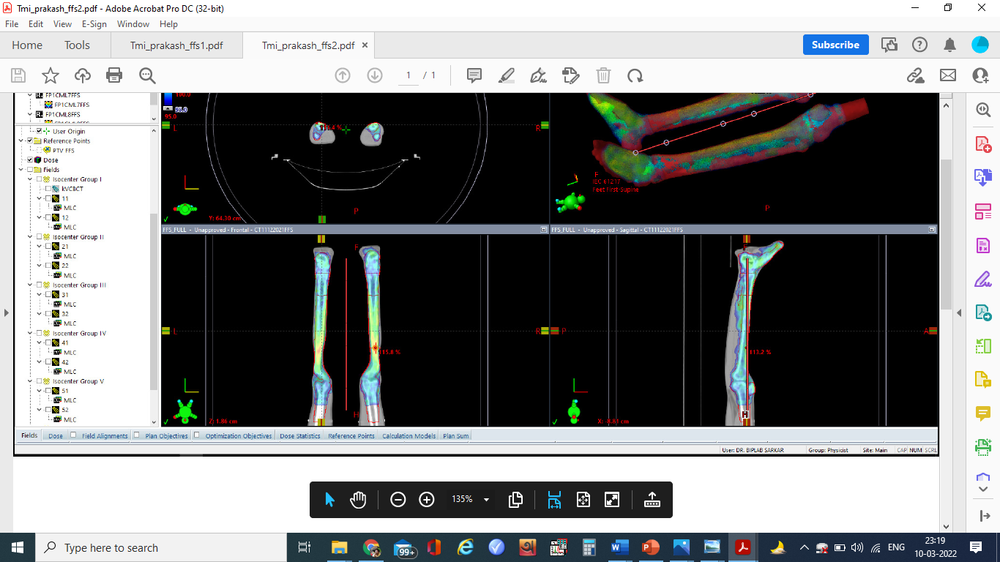 Tmi_prakash_ffs2.pdf - Adobe Acrobat Pro DC (32-bit)
File Edit View E-Sign Window Help
Home Tools Tmi_prakash_ffs1.pdf Tmi_prakash_ffs2.pdf × Subscribe
1 / 1
FP1CML7FFS
FP1CML7FFS
FP1CML8FFS
User Origin
Reference Points
PTV FFS
Dose
Fields
Isocenter Group I
kVCBCT
11
MLC
12
MLC
Isocenter Group II
21
MLC
22
MLC
Isocenter Group III
31
MLC
32
MLC
Isocenter Group IV
41
MLC
42
MLC
Isocenter Group V
51
MLC
52
MLC
100.0
95.0
95.0
L
R
P
Y: 64.30 cm
F
IEC 61217
Feet First-Supine
P
FFS_FULL - Unapproved - Frontal - CT11122021FFS
F
L
R
115.8 %
H
Z: 1.86 cm
FFS_FULL - Unapproved - Sagittal - CT11122021FFS
F
P
A
113.2 %
H
Fields Dose Field Alignments Plan Objectives Optimization Objectives Dose Statistics Reference Points Calculation Models Plan Sum
User: DR. BIPLAB SARKAR Group: Physicist Site: Main CAP NUM SCRL
135%
Type here to search
99+
ENG
23:19
10-03-2022